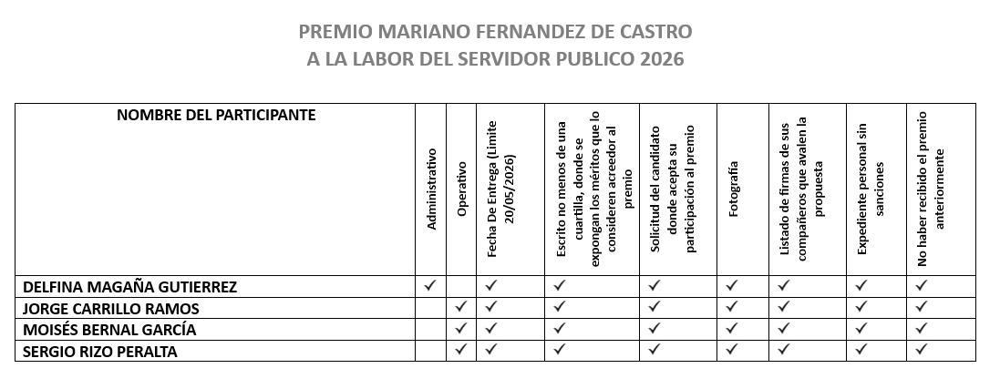 PREMIO MARIANO FERNANDEZ DE CASTRO
A LA LABOR DEL SERVIDOR PUBLICO 2026
NOMBRE DEL PARTICIPANTE
Administrativo
Operativo
Fecha De Entrega (Limite
20/05/2026)
Escrito no menos de una
cuartilla, donde se
expongan los méritos que lo
consideren acreedor al
premio
Solicitud del candidato
donde acepta su
participación al premio
Fotografía
Listado de firmas de sus
compañeros que avalen la
propuesta
Expediente personal sin
sanciones
No haber recibido el premio
anteriormente
DELFINA MAGAÑA GUTIERREZ ✓ ✓ ✓ ✓ ✓ ✓ ✓ ✓
JORGE CARRILLO RAMOS ✓ ✓ ✓ ✓ ✓ ✓ ✓ ✓
MOISÉS BERNAL GARCÍA ✓ ✓ ✓ ✓ ✓ ✓ ✓ ✓
SERGIO RIZO PERALTA ✓ ✓ ✓ ✓ ✓ ✓ ✓ ✓